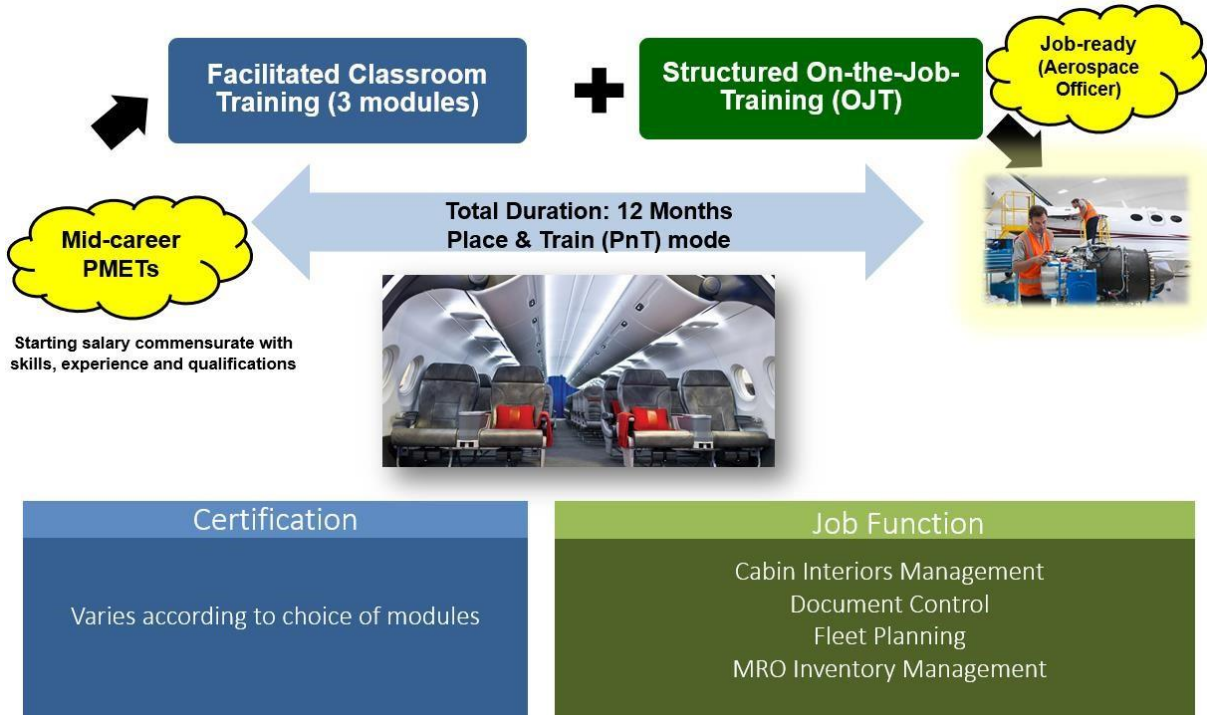 Facilitated Classroom
Training (3 modules)
Structured On-the-Job-
Training (OJT)
Job-ready
(Aerospace
Officer)
Total Duration: 12 Months
Place & Train (PnT) mode
Mid-career
PMETs
Starting salary commensurate with
skills, experience and qualifications
Certification
Varies according to choice of modules
Job Function
Cabin Interiors Management
Document Control
Fleet Planning
MRO Inventory Management